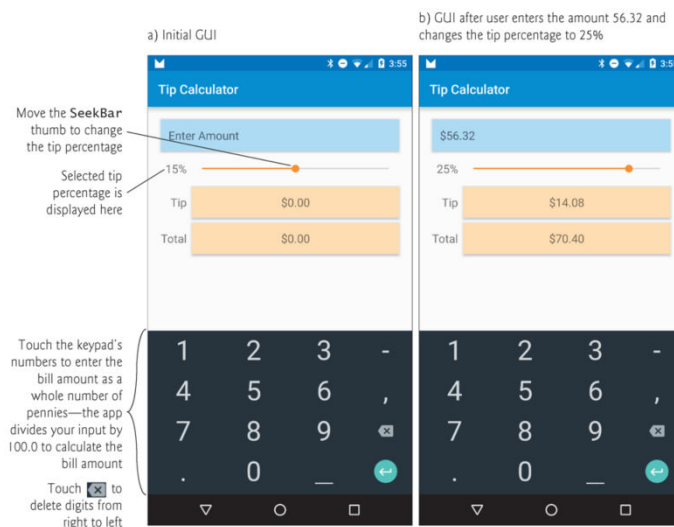 a) Initial GUI
b) GUI after user enters the amount 56.32 and
changes the tip percentage to 25%
3:55
Tip Calculator
Enter Amount
15%
Tip $0.00
Total $0.00
1 2 3 -
4 5 6 ,
7 8 9
. 0 _
3:55
Tip Calculator
$56.32
25%
Tip $14.08
Total $70.40
1 2 3 -
4 5 6 ,
7 8 9
. 0 _
Move the SeekBar
thumb to change
the tip percentage
Selected tip
percentage is
displayed here
Touch the keypad's
numbers to enter the
bill amount as a
whole number of
pennies—the app
divides your input by
100.0 to calculate the
bill amount
Touch to
delete digits from
right to left